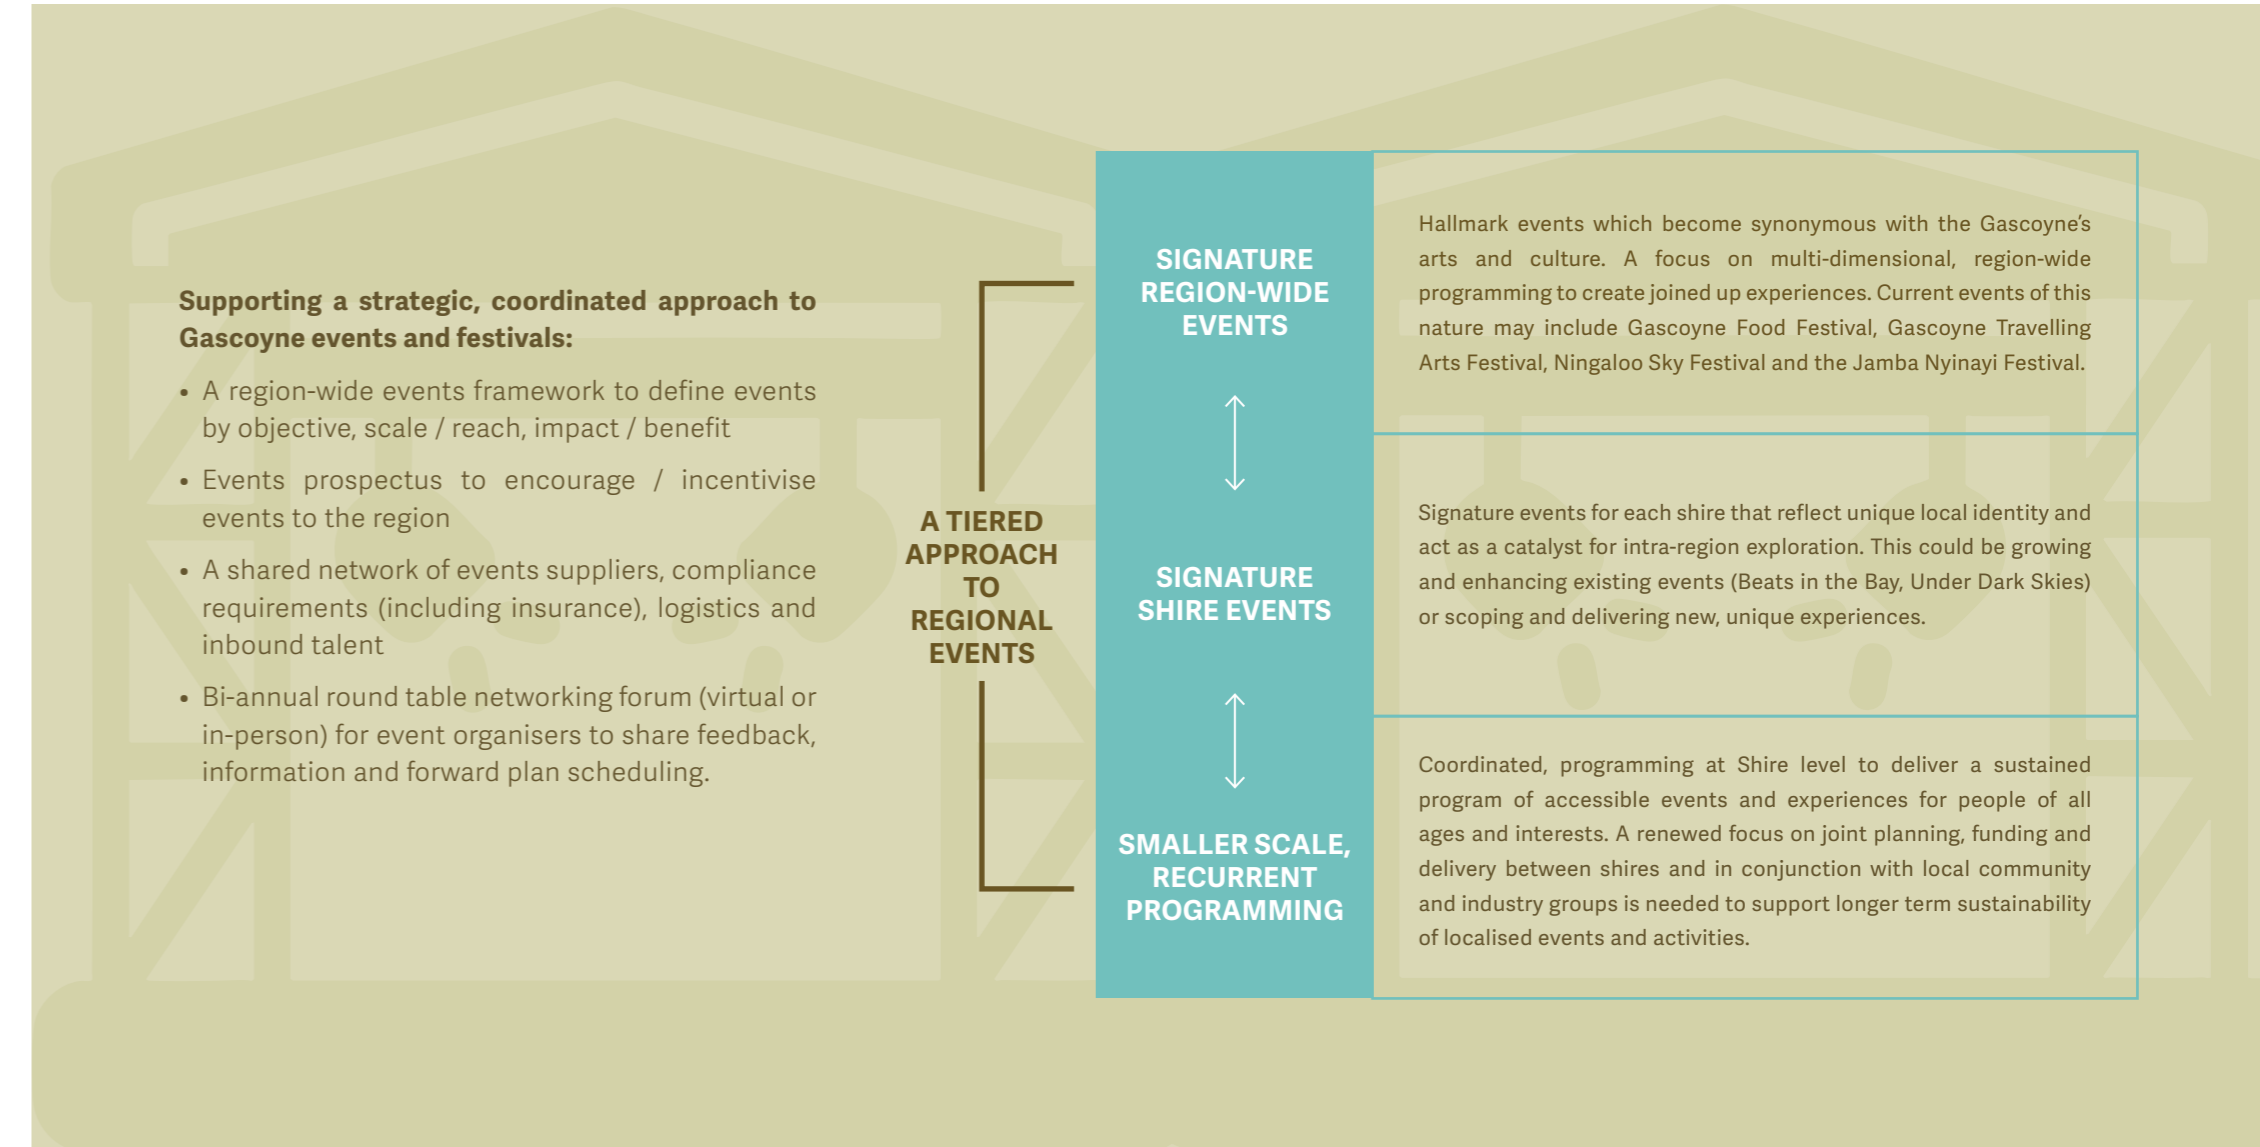 Supporting a strategic, coordinated approach to
Gascoyne events and festivals:
• A region-wide events framework to define events
by objective, scale / reach, impact / benefit
• Events prospectus to encourage / incentivise
events to the region
• A shared network of events suppliers, compliance
requirements (including insurance), logistics and
inbound talent
• Bi-annual round table networking forum (virtual or
in-person) for event organisers to share feedback,
information and forward plan scheduling.
A TIERED
APPROACH
TO
REGIONAL
EVENTS
SIGNATURE
REGION-WIDE
EVENTS
Hallmark events which become synonymous with the Gascoyne’s
arts and culture. A focus on multi-dimensional, region-wide
programming to create joined up experiences. Current events of this
nature may include Gascoyne Food Festival, Gascoyne Travelling
Arts Festival, Ningaloo Sky Festival and the Jamba Nyinayi Festival.
SIGNATURE
SHIRE EVENTS
Signature events for each shire that reflect unique local identity and
act as a catalyst for intra-region exploration. This could be growing
and enhancing existing events (Beats in the Bay, Under Dark Skies)
or scoping and delivering new, unique experiences.
SMALLER SCALE,
RECURRENT
PROGRAMMING
Coordinated, programming at Shire level to deliver a sustained
program of accessible events and experiences for people of all
ages and interests. A renewed focus on joint planning, funding and
delivery between shires and in conjunction with local community
and industry groups is needed to support longer term sustainability
of localised events and activities.